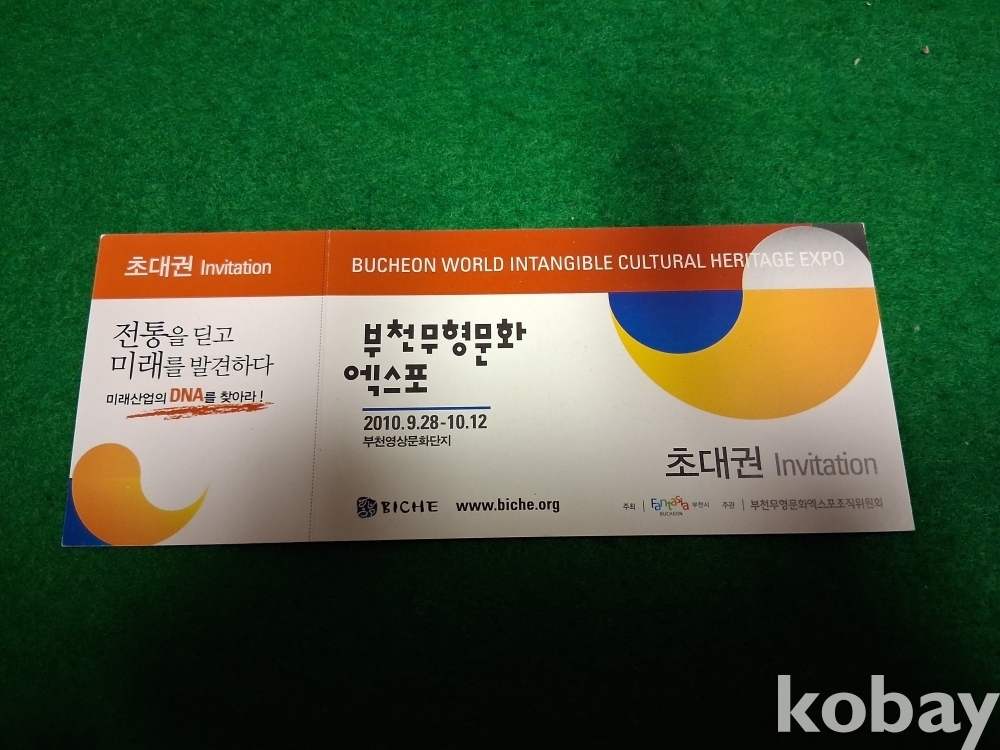 초대권 Invitation
전통을 딛고
미래를 발견하다
미래산업의 DNA를 찾아라!
BUCHEON WORLD INTANGIBLE CULTURAL HERITAGE EXPO
부천무형문화
엑스포
2010.9.28-10.12
부천영상문화단지
초대권 Invitation
BICHE www.biche.org
주최 | Fantasia BUCHEON 부천시 주관 | 부천무형문화엑스포조직위원회
kobay